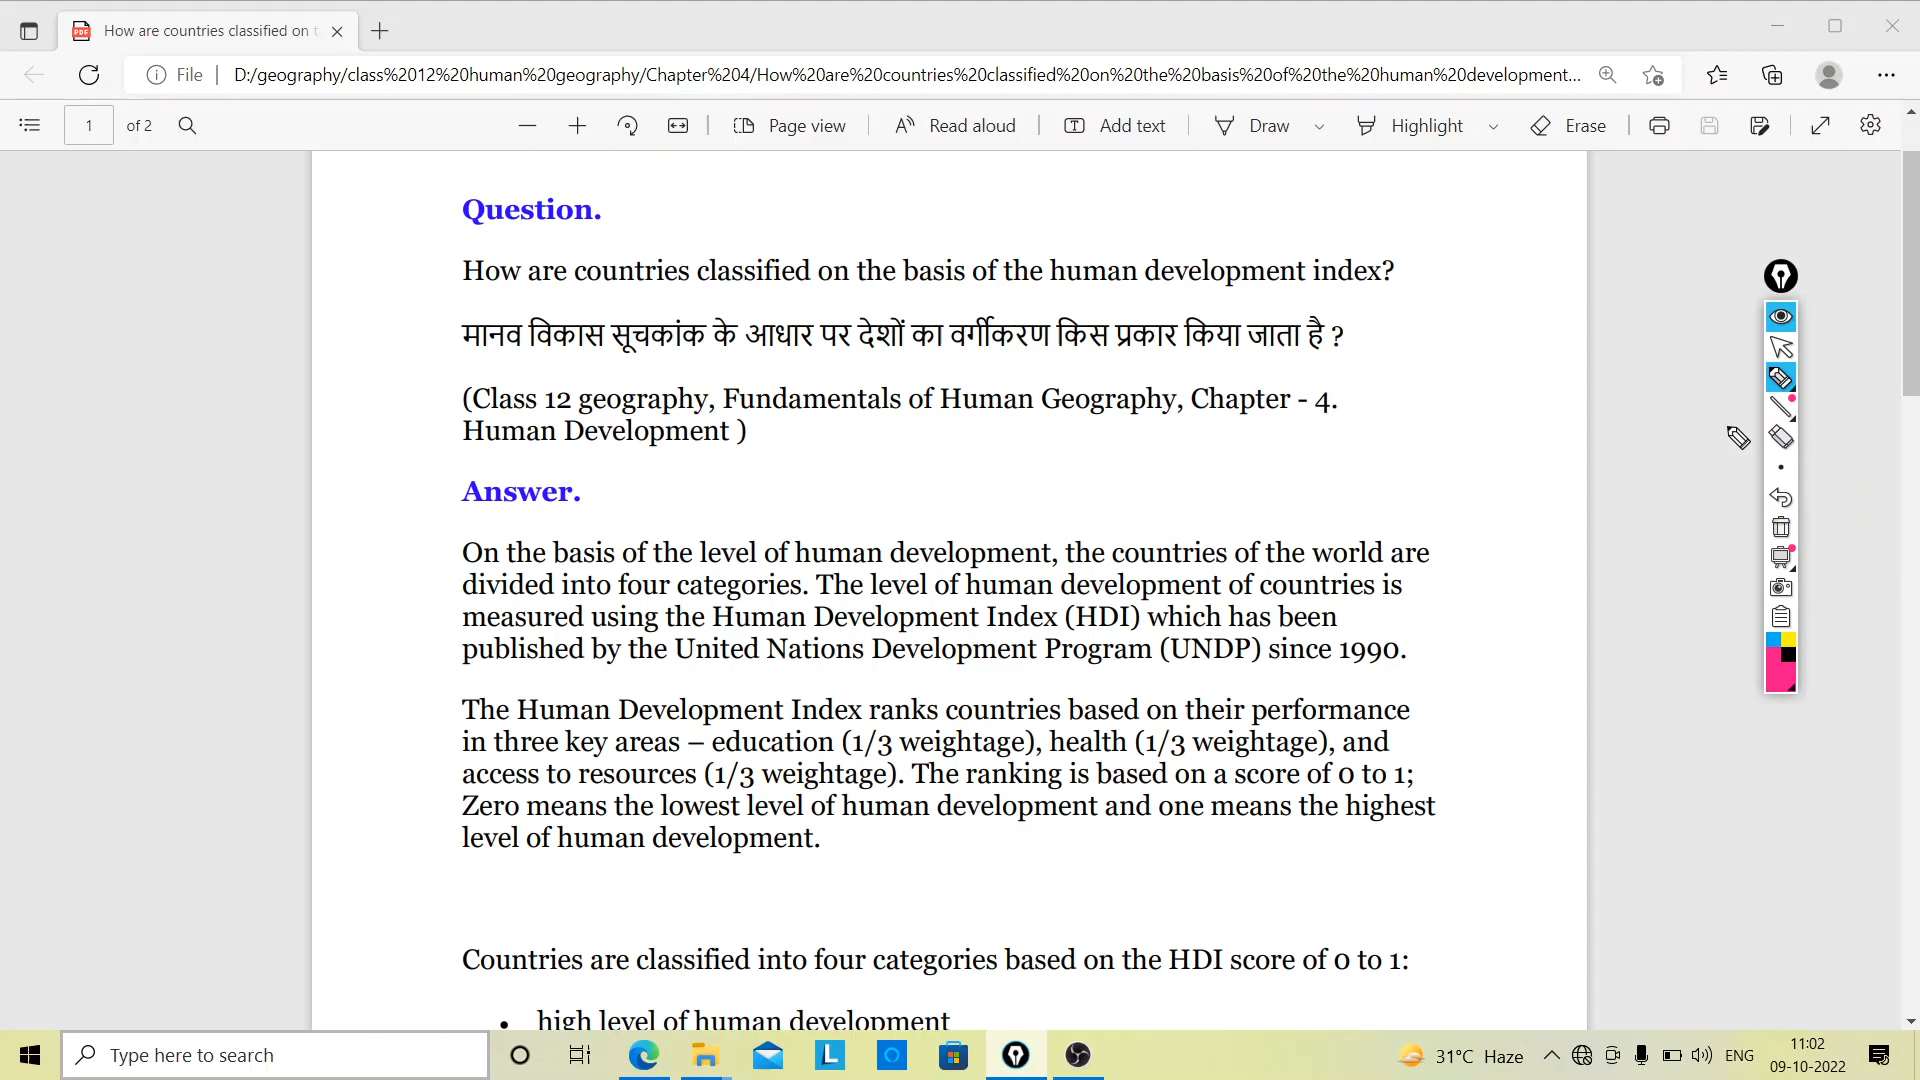 How are countries classified on t
File
D:/geography/class%2012%20human%20geography/Chapter%204/How%20are%20countries%20classified%20on%20the%20basis%20of%20the%20human%20development...
1 of 2
Page view
Read aloud
Add text
Draw
Highlight
Erase
Question.
How are countries classified on the basis of the human development index?
मानव विकास सूचकांक के आधार पर देशों का वर्गीकरण किस प्रकार किया जाता है ?
(Class 12 geography, Fundamentals of Human Geography, Chapter - 4.
Human Development )
Answer.
On the basis of the level of human development, the countries of the world are
divided into four categories. The level of human development of countries is
measured using the Human Development Index (HDI) which has been
published by the United Nations Development Program (UNDP) since 1990.
The Human Development Index ranks countries based on their performance
in three key areas – education (1/3 weightage), health (1/3 weightage), and
access to resources (1/3 weightage). The ranking is based on a score of 0 to 1;
Zero means the lowest level of human development and one means the highest
level of human development.
Countries are classified into four categories based on the HDI score of 0 to 1:
• high level of human development
Type here to search
31°C Haze
ENG
11:02
09-10-2022